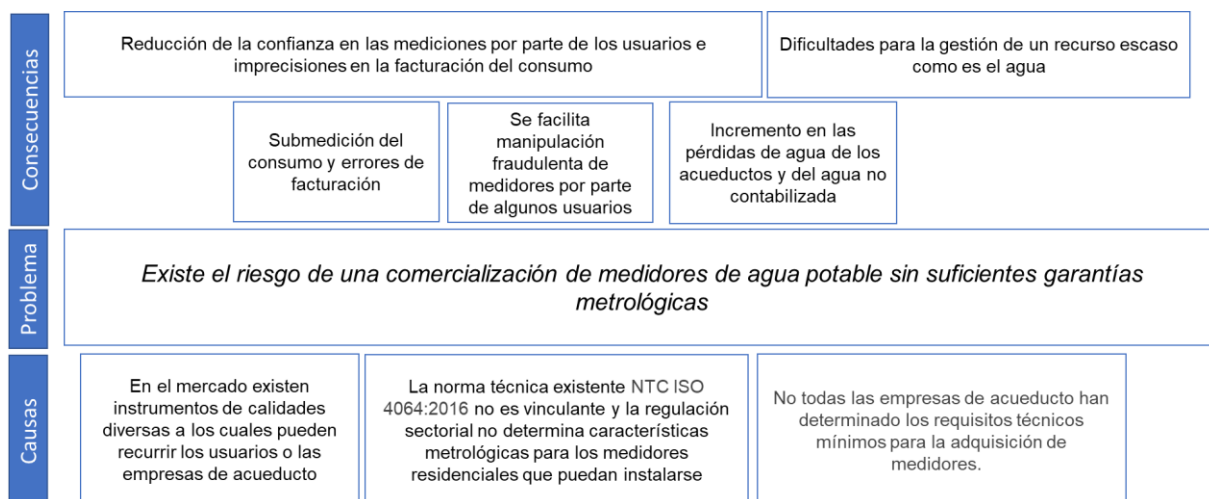 Consecuencias
Reducción de la confianza en las mediciones por parte de los usuarios e
imprecisiones en la facturación del consumo
Dificultades para la gestión de un recurso escaso
como es el agua
Submedición del
consumo y errores de
facturación
Se facilita
manipulación
fraudulenta de
medidores por parte
de algunos usuarios
Incremento en las
pérdidas de agua de los
acueductos y del agua no
contabilizada
Problema
Existe el riesgo de una comercialización de medidores de agua potable sin suficientes garantías
metrológicas
Causas
En el mercado existen
instrumentos de calidades
diversas a los cuales pueden
recurrir los usuarios o las
empresas de acueducto
La norma técnica existente NTC ISO
4064:2016 no es vinculante y la regulación
sectorial no determina características
metrológicas para los medidores
residenciales que puedan instalarse
No todas las empresas de acueducto han
determinado los requisitos técnicos
mínimos para la adquisición de
medidores.